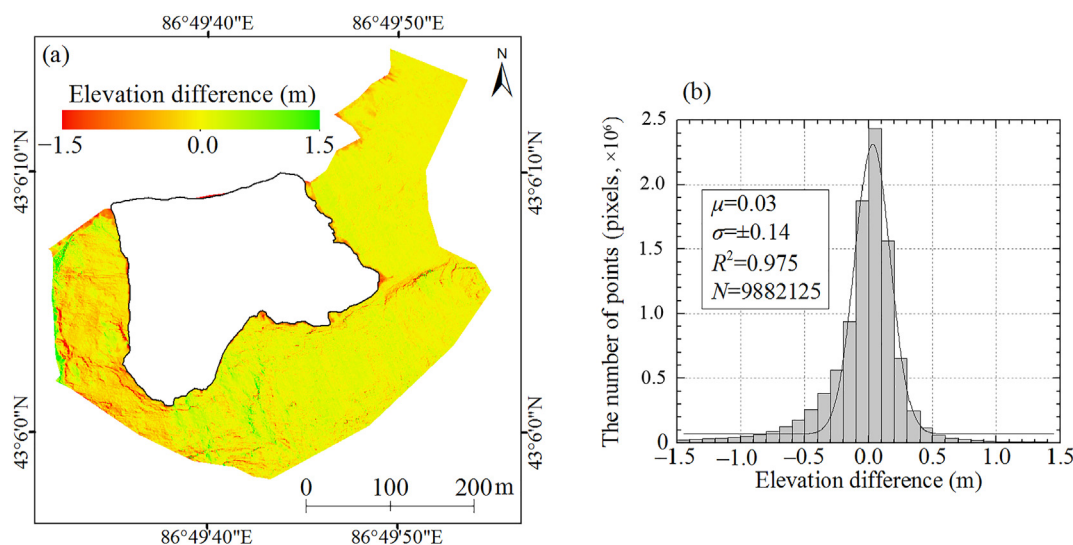 86°49'40"E 86°49'50"E
(a)
N
Elevation difference (m)
−1.5 0.0 1.5
43°6'10"N 43°6'10"N
43°6'0"N 43°6'0"N
0 100 200 m
86°49'40"E 86°49'50"E
(b)
The number of points (pixels, ×10⁶)
2.5
2.0
1.5
1.0
0.5
0
μ=0.03
σ=±0.14
R²=0.975
N=9882125
−1.5 −1.0 −0.5 0.0 0.5 1.0 1.5
Elevation difference (m)